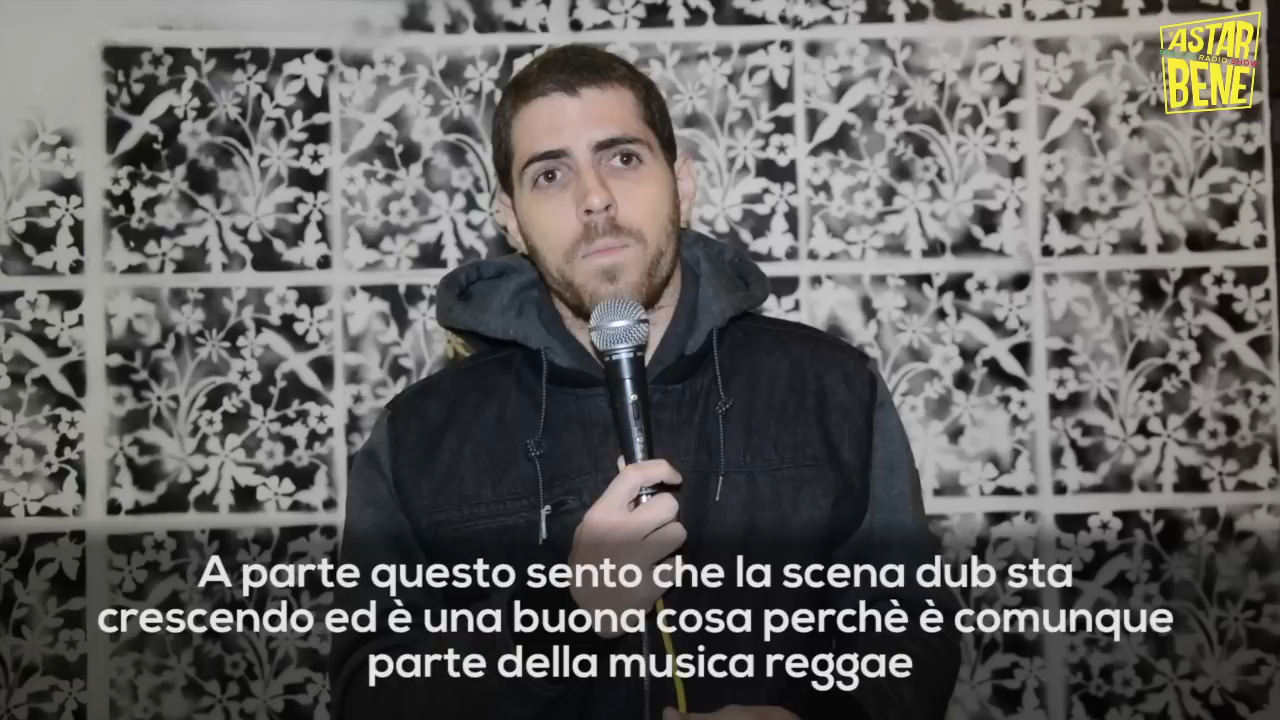 ASTAR
RADIO SHOW
BENE
A parte questo sento che la scena dub sta
crescendo ed è una buona cosa perchè è comunque
parte della musica reggae